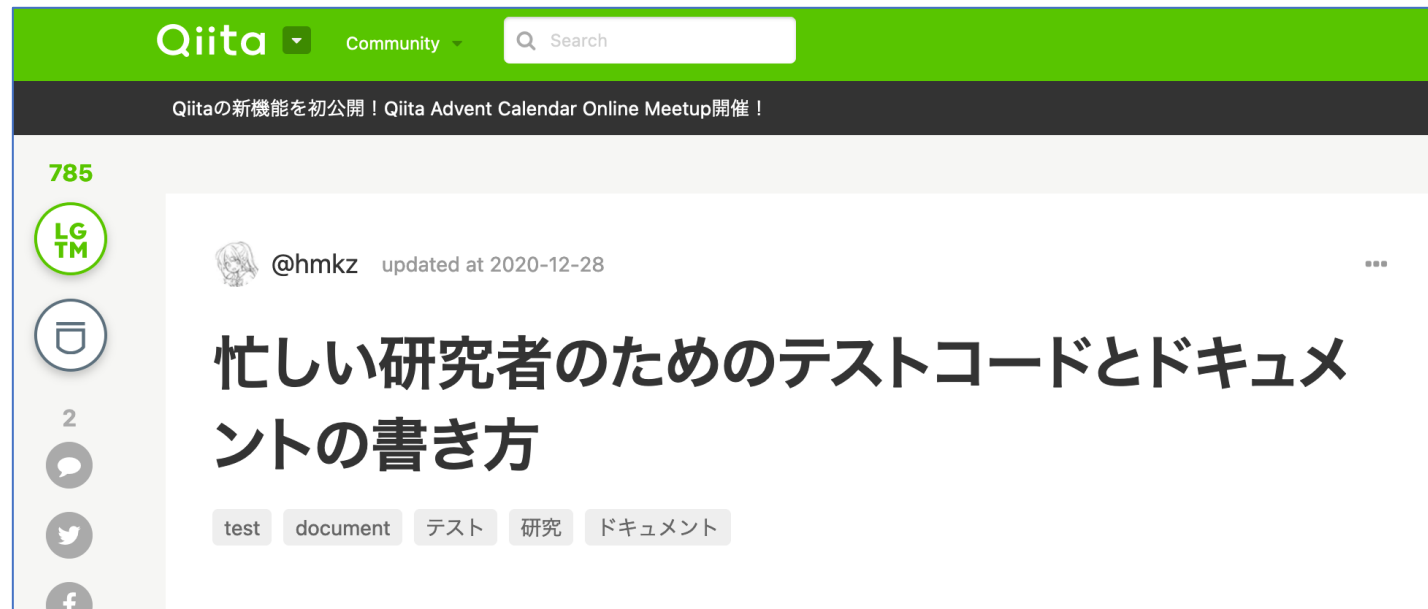 Qiita Community Search
Qiitaの新機能を初公開！Qiita Advent Calendar Online Meetup開催！
785
LG
TM
@hmkz updated at 2020-12-28
忙しい研究者のためのテストコードとドキュメ
ントの書き方
2
test document テスト 研究 ドキュメント